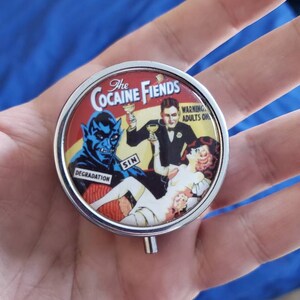 The
COCAINE FIENDS
WARNING!
ADULTS ONLY
SIN
DEGRADATION